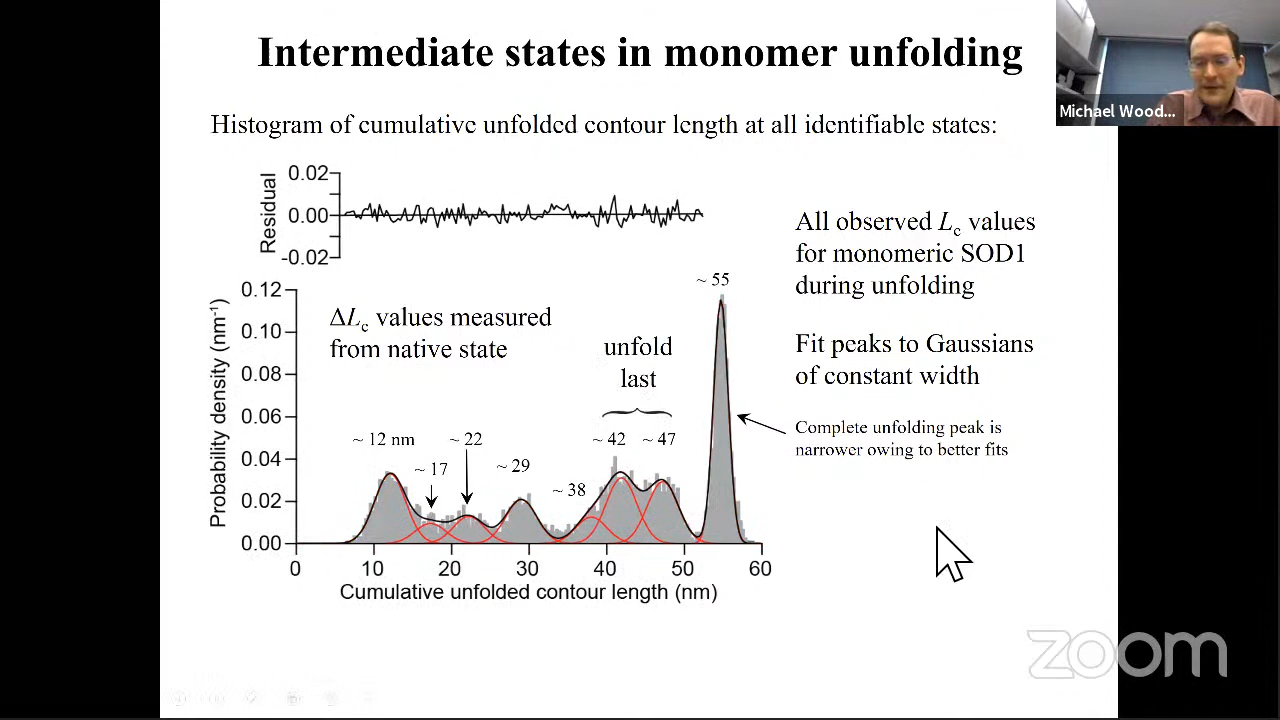 Intermediate states in monomer unfolding
Michael Wood...
Histogram of cumulative unfolded contour length at all identifiable states:
Residual
0.02
0.00
-0.02
All observed Lc values
for monomeric SOD1
during unfolding
Fit peaks to Gaussians
of constant width
Complete unfolding peak is
narrower owing to better fits
Probability density (nm⁻¹)
0.12
0.10
0.08
0.06
0.04
0.02
0.00
ΔLc values measured
from native state
unfold
last
~ 12 nm
~ 17
~ 22
~ 29
~ 38
~ 42
~ 47
~ 55
0 10 20 30 40 50 60
Cumulative unfolded contour length (nm)
zoom